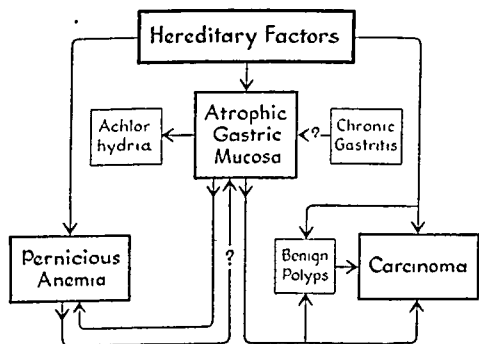 Hereditary Factors
Achlor
hydria
Atrophic
Gastric
Mucosa
?
Chronic
Gastritis
Pernicious
Anemia
?
Benign
Polyps
Carcinoma